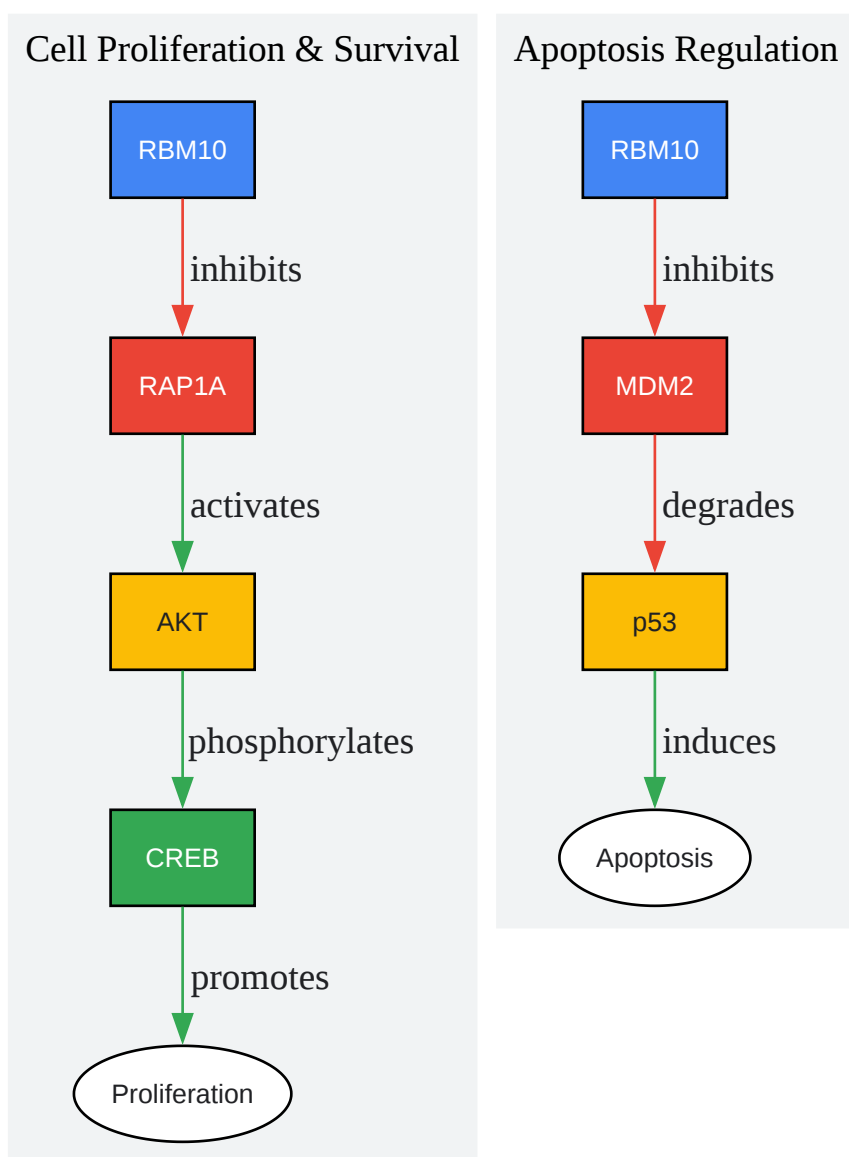 Cell Proliferation & Survival
RBM10
inhibits
RAP1A
activates
AKT
phosphorylates
CREB
promotes
Proliferation
Apoptosis Regulation
RBM10
inhibits
MDM2
degrades
p53
induces
Apoptosis